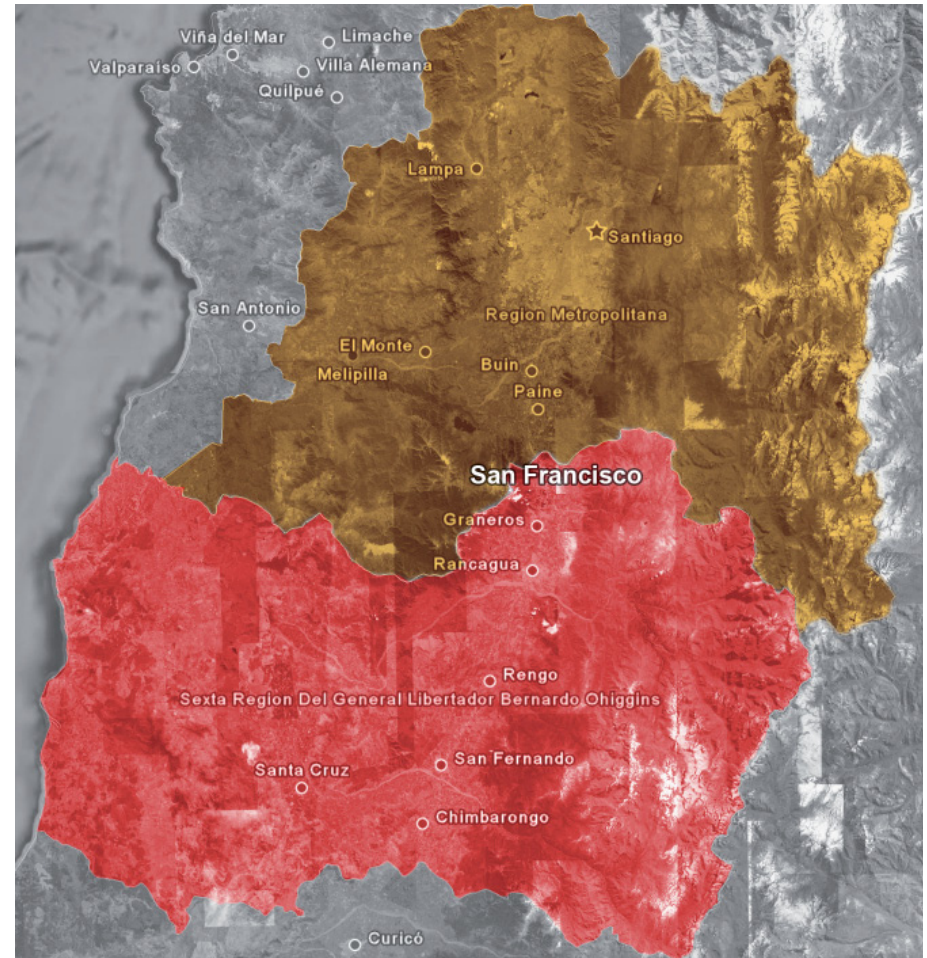 Viña del Mar
Limache
Valparaiso
Villa Alemana
Quilpué
Lampa
Santiago
San Antonio
Region Metropolitana
El Monte
Melipilla
Buin
Paine
San Francisco
Graneros
Rancagua
Rengo
Sexta Region Del General Libertador Bernardo Ohiggins
San Fernando
Santa Cruz
Chimbarongo
Curicó